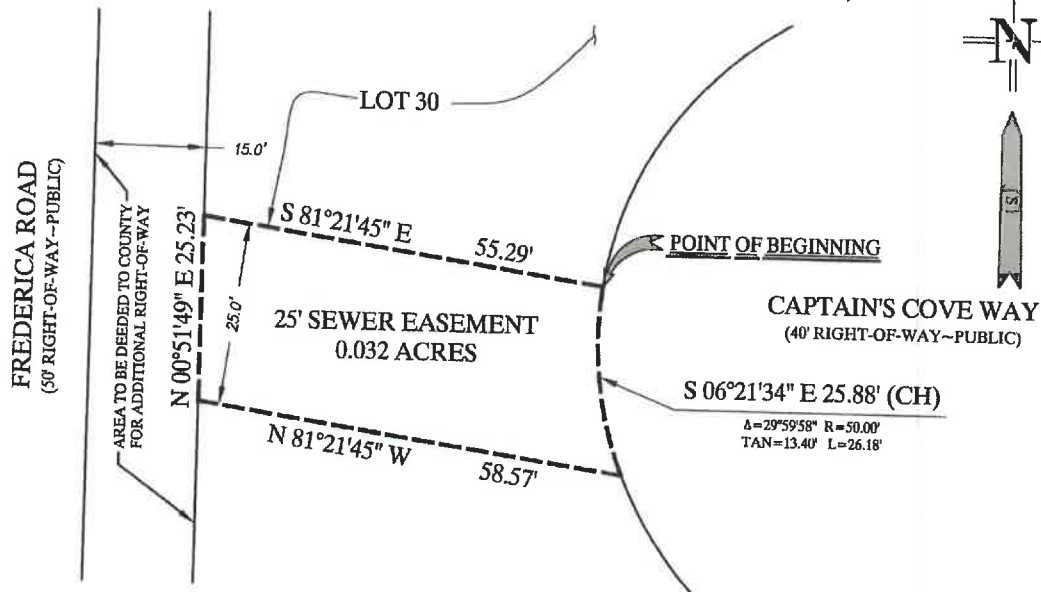 N
LOT 30
15.0'
FREDERICA ROAD
(50' RIGHT-OF-WAY~PUBLIC)
AREA TO BE DEEDED TO COUNTY
FOR ADDITIONAL RIGHT-OF-WAY
N 00°51'49" E 25.23'
25.0'
S 81°21'45" E 55.29'
POINT OF BEGINNING
25' SEWER EASEMENT
0.032 ACRES
CAPTAIN'S COVE WAY
(40' RIGHT-OF-WAY~PUBLIC)
S 06°21'34" E 25.88' (CH)
Δ=29°59'58" R=50.00'
TAN=13.40' L=26.18'
N 81°21'45" W 58.57'